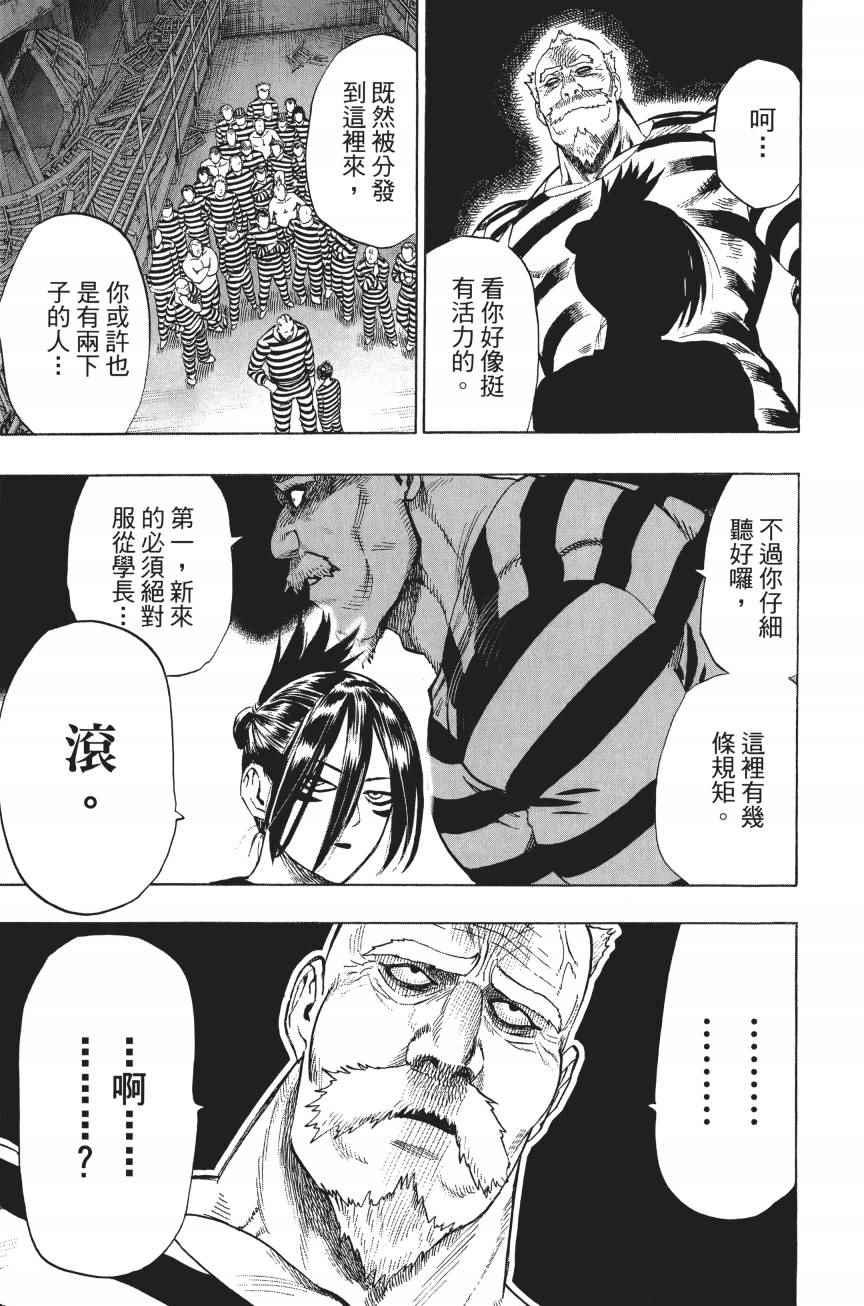 呵…
看你好像挺
有活力的。
既然被分發
到這裡來，
你或許也
是有兩下
子的人…
不過你仔細
聽好囉，
這裡有幾
條規矩。
第一，新來
的必須絕對
服從學長…
滾。
………
………
…啊………
………？